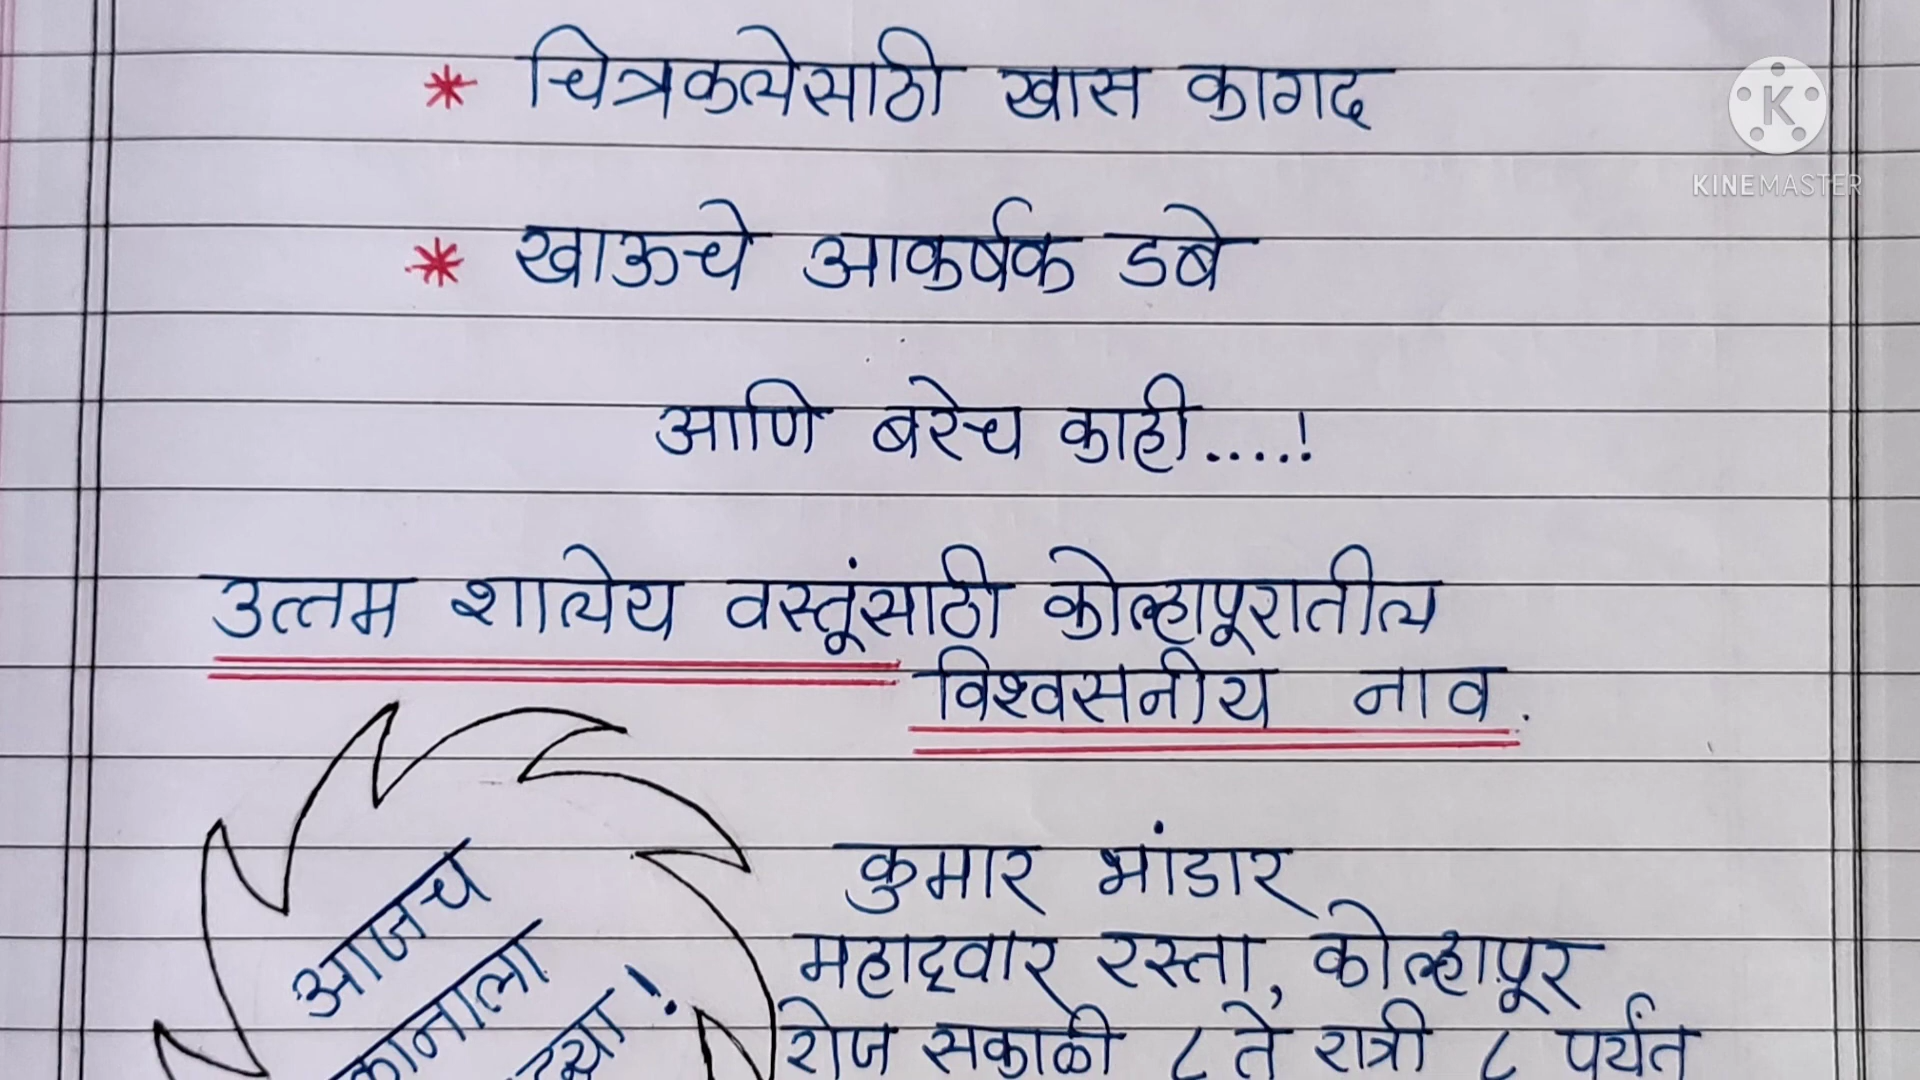 * चित्रकलेसाठी खास कागद
KINEMASTER
* खाऊचे आकर्षक डबे
आणि बरेच काही.....!
उत्तम शालेय वस्तूंसाठी कोल्हापूरातील
विश्वसनीय नाव.
आजच
कुमार भांडार
महाद्वार रस्ता, कोल्हापूर
रोज सकाळी ८ ते रात्री ८ पर्यंत